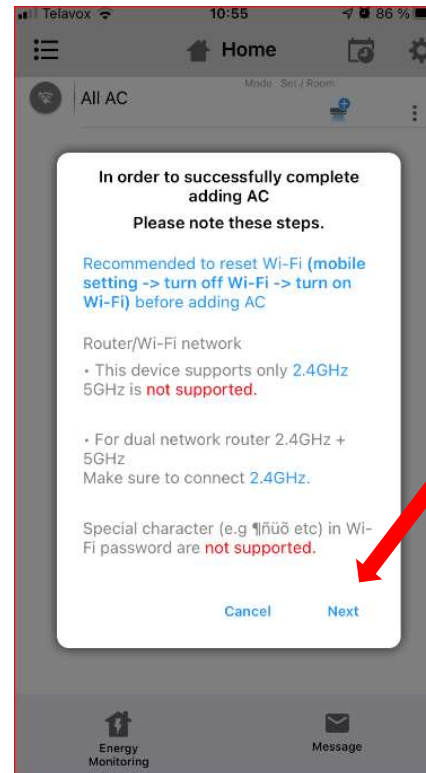 Telavox 10:55 86 %
Home
All AC
Mode Set / Room
In order to successfully complete
adding AC
Please note these steps.
Recommended to reset Wi-Fi (mobile
setting -> turn off Wi-Fi -> turn on
Wi-Fi) before adding AC
Router/Wi-Fi network
• This device supports only 2.4GHz
5GHz is not supported.
• For dual network router 2.4GHz +
5GHz
Make sure to connect 2.4GHz.
Special character (e.g ¶ñüõ etc) in Wi-
Fi password are not supported.
Cancel Next
Energy
Monitoring
Message